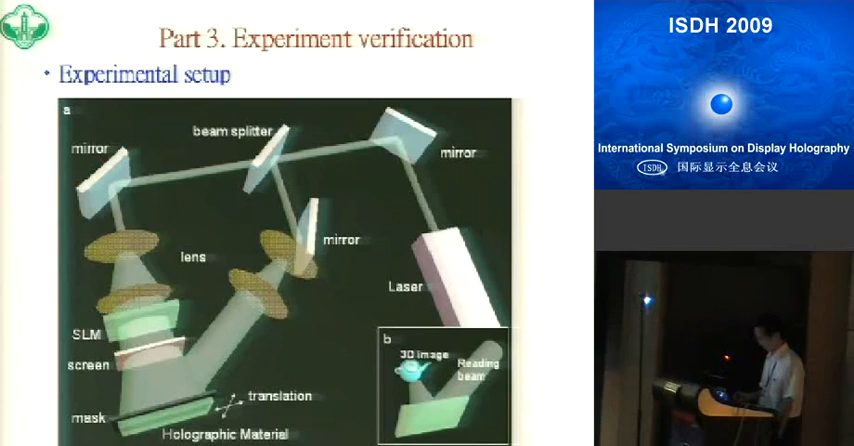 Part 3. Experiment verification
• Experimental setup
a
beam splitter
mirror
mirror
mirror
lens
Laser
SLM
screen
mask
translation
Holographic Material
b
3D image
Reading
beam
ISDH 2009
International Symposium on Display Holography
ISDH
国际显示全息会议